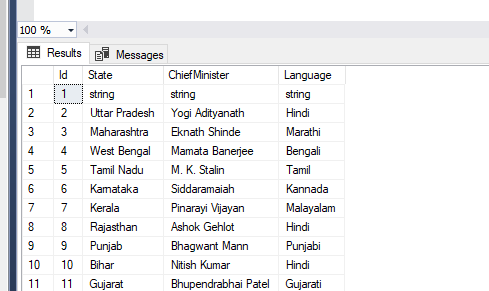 100 %
Results Messages
Id State ChiefMinister Language
1 1 string string string
2 2 Uttar Pradesh Yogi Adityanath Hindi
3 3 Maharashtra Eknath Shinde Marathi
4 4 West Bengal Mamata Banerjee Bengali
5 5 Tamil Nadu M. K. Stalin Tamil
6 6 Karnataka Siddaramaiah Kannada
7 7 Kerala Pinarayi Vijayan Malayalam
8 8 Rajasthan Ashok Gehlot Hindi
9 9 Punjab Bhagwant Mann Punjabi
10 10 Bihar Nitish Kumar Hindi
11 11 Gujarat Bhupendrabhai Patel Gujarati